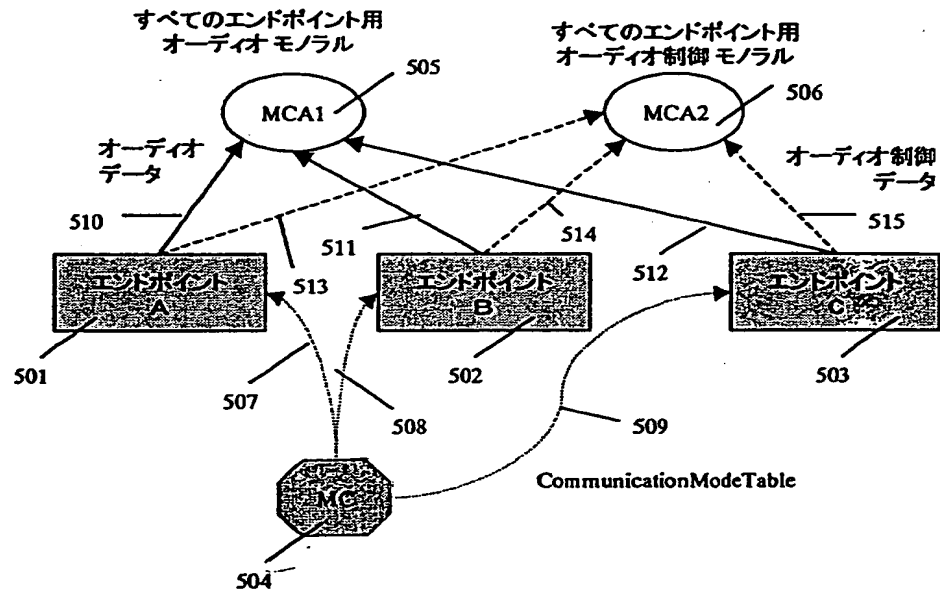 すべてのエンドポイント用
オーディオ モノラル
すべてのエンドポイント用
オーディオ制御 モノラル
505
506
MCA1
MCA2
オーディオ
データ
オーディオ制御
データ
510
511
513
514
512
515
エンドポイント
A
エンドポイント
B
エンドポイント
C
501
507
508
502
509
503
MC
CommunicationModeTable
504